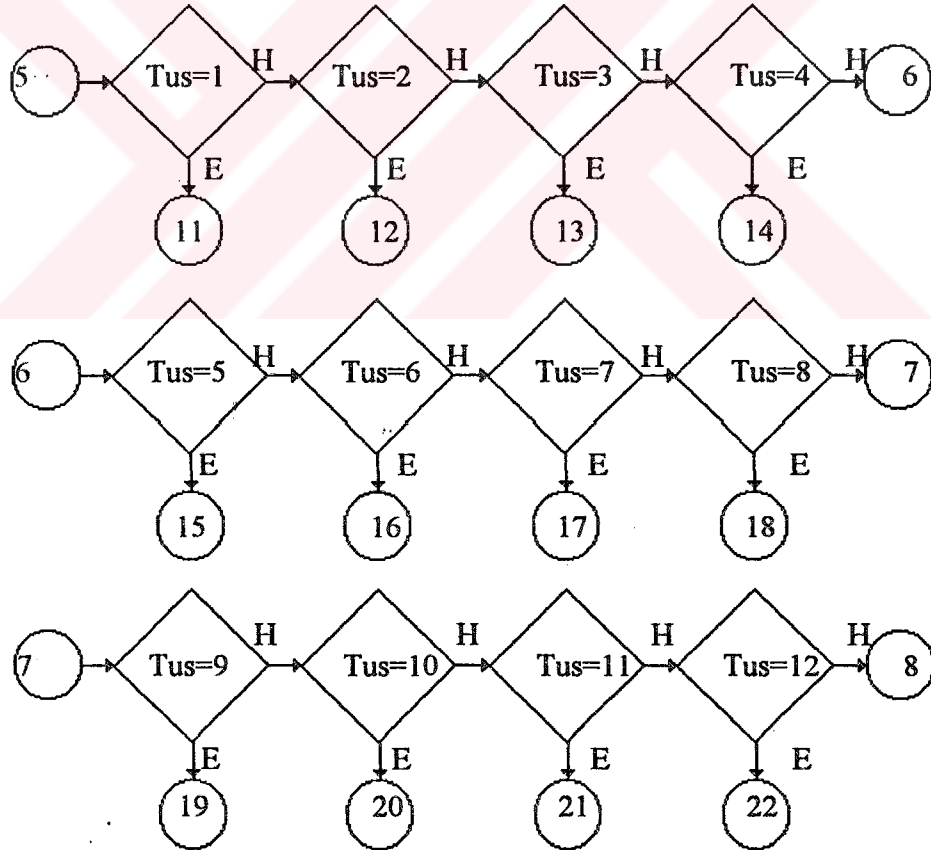 5 Tus=1 H Tus=2 H Tus=3 H Tus=4 H 6
E E E E
11 12 13 14
6 Tus=5 H Tus=6 H Tus=7 H Tus=8 H 7
E E E E
15 16 17 18
7 Tus=9 H Tus=10 H Tus=11 H Tus=12 H 8
E E E E
19 20 21 22